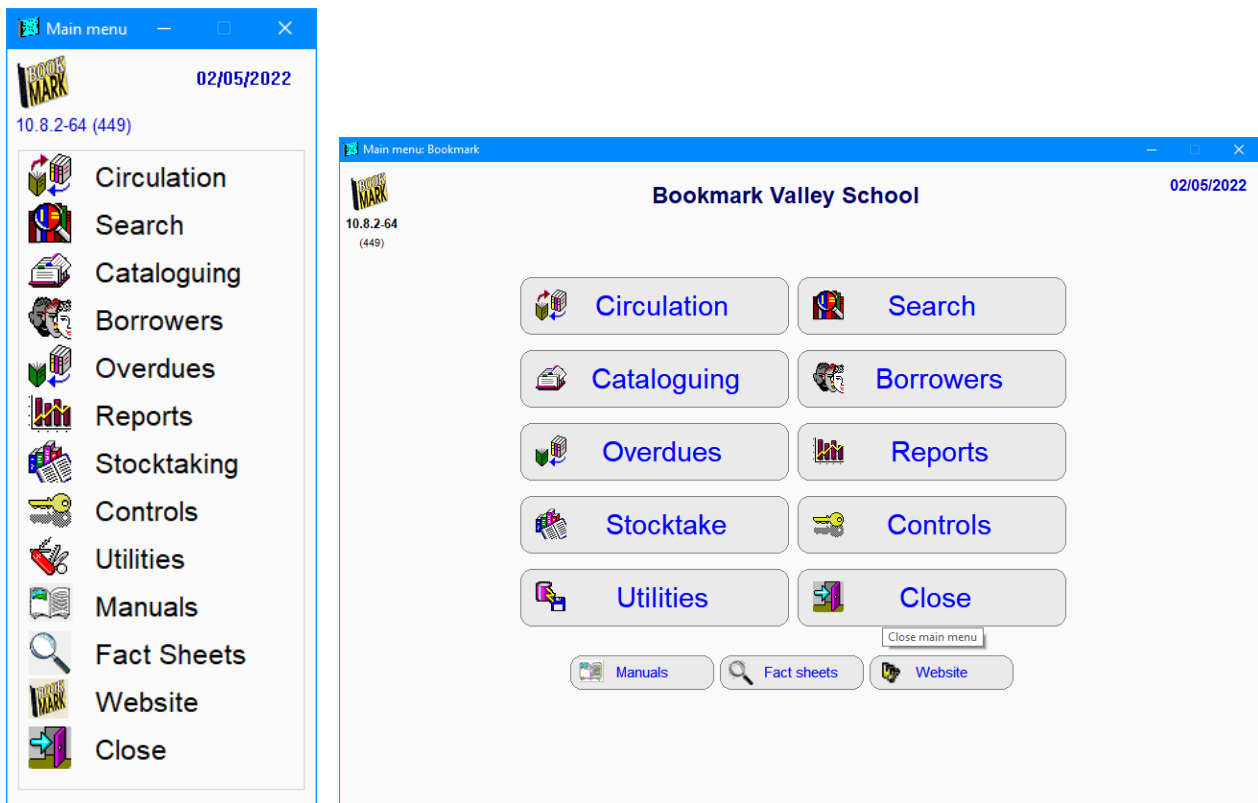 Main menu
BOOK
MARK
02/05/2022
10.8.2-64 (449)
Circulation
Search
Cataloguing
Borrowers
Overdues
Reports
Stocktaking
Controls
Utilities
Manuals
Fact Sheets
BOOK
MARK
Website
Close
Main menu: Bookmark
BOOK
MARK
Bookmark Valley School
02/05/2022
10.8.2-64
(449)
Circulation
Search
Cataloguing
Borrowers
Overdues
Reports
Stocktake
Controls
Utilities
Close
Close main menu
Manuals
Fact sheets
Website